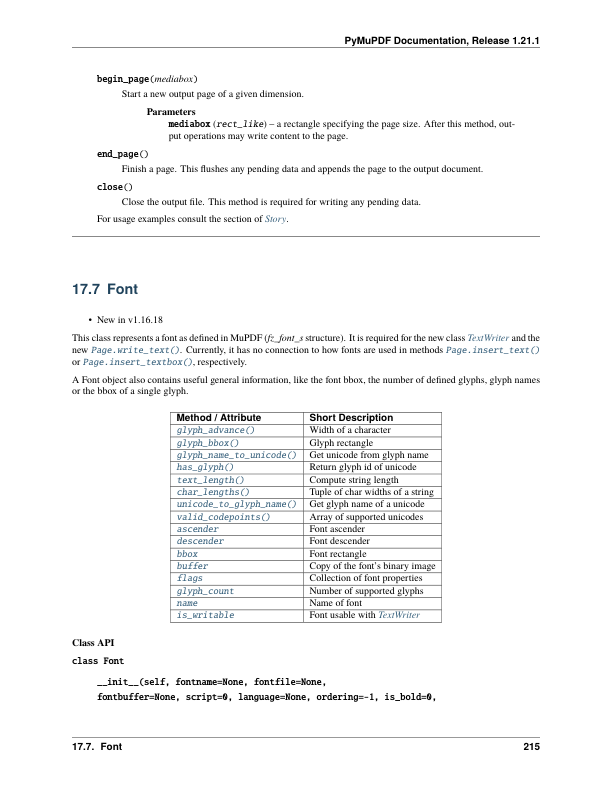 PyMuPDF Documentation, Release 1.21.1
begin_page(mediabox)
Start a new output page of a given dimension.
Parameters
mediabox (rect_like) – a rectangle specifying the page size. After this method, out-
put operations may write content to the page.
end_page()
Finish a page. This flushes any pending data and appends the page to the output document.
close()
Close the output file. This method is required for writing any pending data.
For usage examples consult the section of Story.
17.7 Font
• New in v1.16.18
This class represents a font as defined in MuPDF (fz_font_s structure). It is required for the new class TextWriter and the
new Page.write_text(). Currently, it has no connection to how fonts are used in methods Page.insert_text()
or Page.insert_textbox(), respectively.
A Font object also contains useful general information, like the font bbox, the number of defined glyphs, glyph names
or the bbox of a single glyph.
Method / Attribute Short Description
glyph_advance() Width of a character
glyph_bbox() Glyph rectangle
glyph_name_to_unicode() Get unicode from glyph name
has_glyph() Return glyph id of unicode
text_length() Compute string length
char_lengths() Tuple of char widths of a string
unicode_to_glyph_name() Get glyph name of a unicode
valid_codepoints() Array of supported unicodes
ascender Font ascender
descender Font descender
bbox Font rectangle
buffer Copy of the font's binary image
flags Collection of font properties
glyph_count Number of supported glyphs
name Name of font
is_writable Font usable with TextWriter
Class API
class Font
__init__(self, fontname=None, fontfile=None,
fontbuffer=None, script=0, language=None, ordering=-1, is_bold=0,
17.7. Font 215